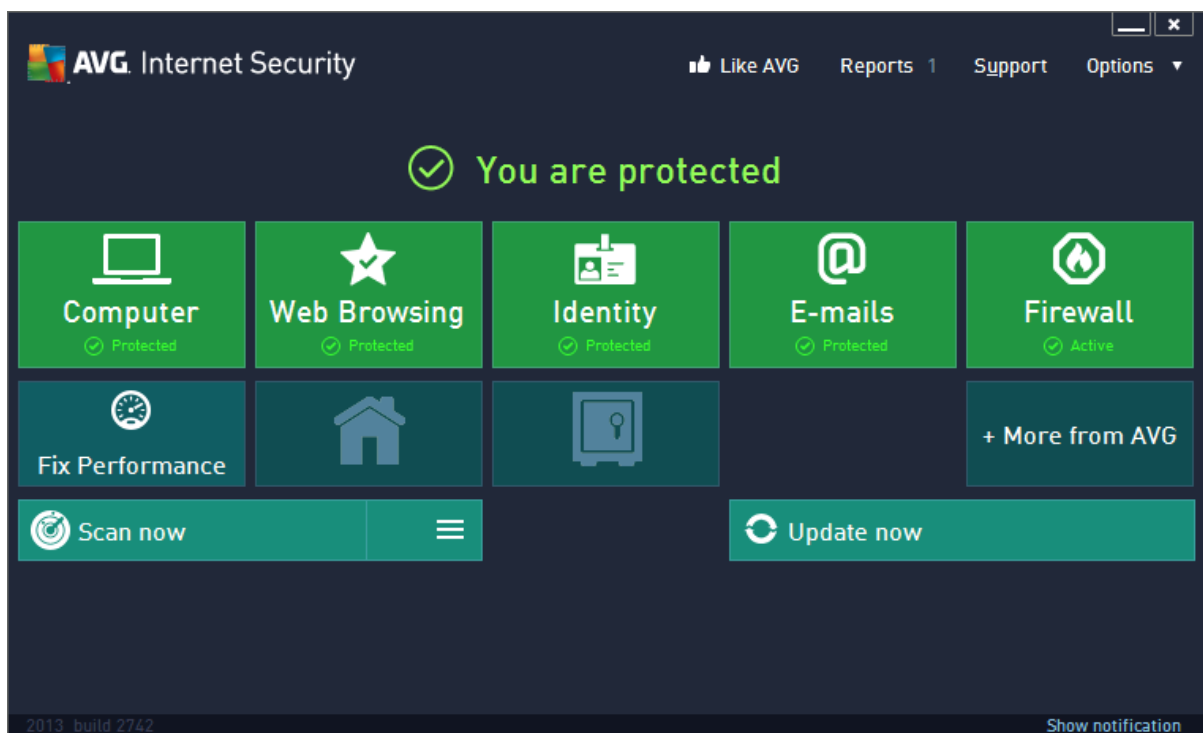 AVG. Internet Security
Like AVG Reports 1 Support Options
You are protected
Computer Web Browsing Identity E-mails Firewall
Protected Protected Protected Protected Active
Fix Performance
+ More from AVG
Scan now Update now
2013 build 2742 Show notification